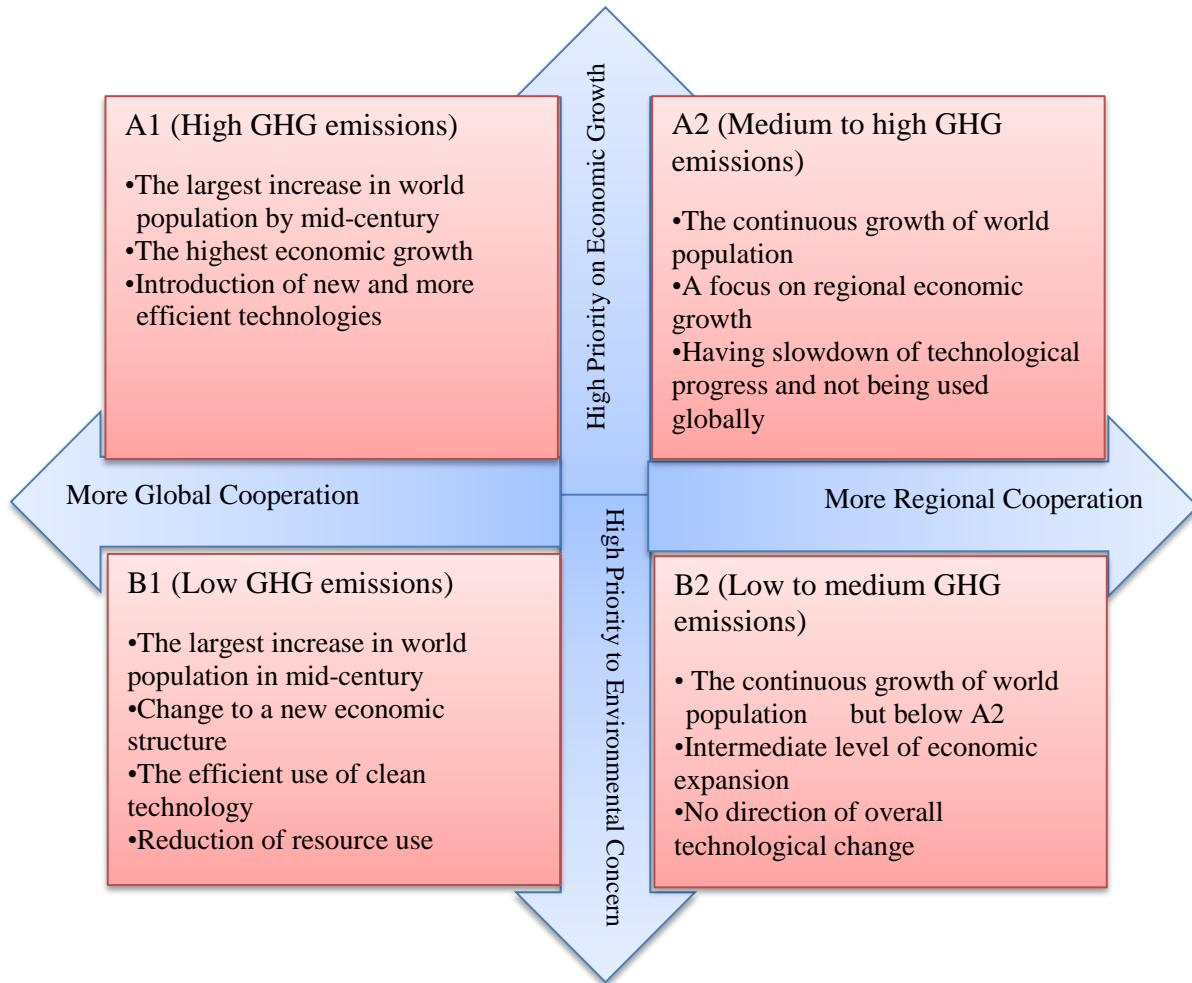 High Priority on Economic Growth
A1 (High GHG emissions)
•The largest increase in world
population by mid-century
•The highest economic growth
•Introduction of new and more
efficient technologies
A2 (Medium to high GHG
emissions)
•The continuous growth of world
population
•A focus on regional economic
growth
•Having slowdown of technological
progress and not being used
globally
More Global Cooperation
More Regional Cooperation
High Priority to Environmental Concern
B1 (Low GHG emissions)
•The largest increase in world
population in mid-century
•Change to a new economic
structure
•The efficient use of clean
technology
•Reduction of resource use
B2 (Low to medium GHG
emissions)
• The continuous growth of world
population but below A2
•Intermediate level of economic
expansion
•No direction of overall
technological change